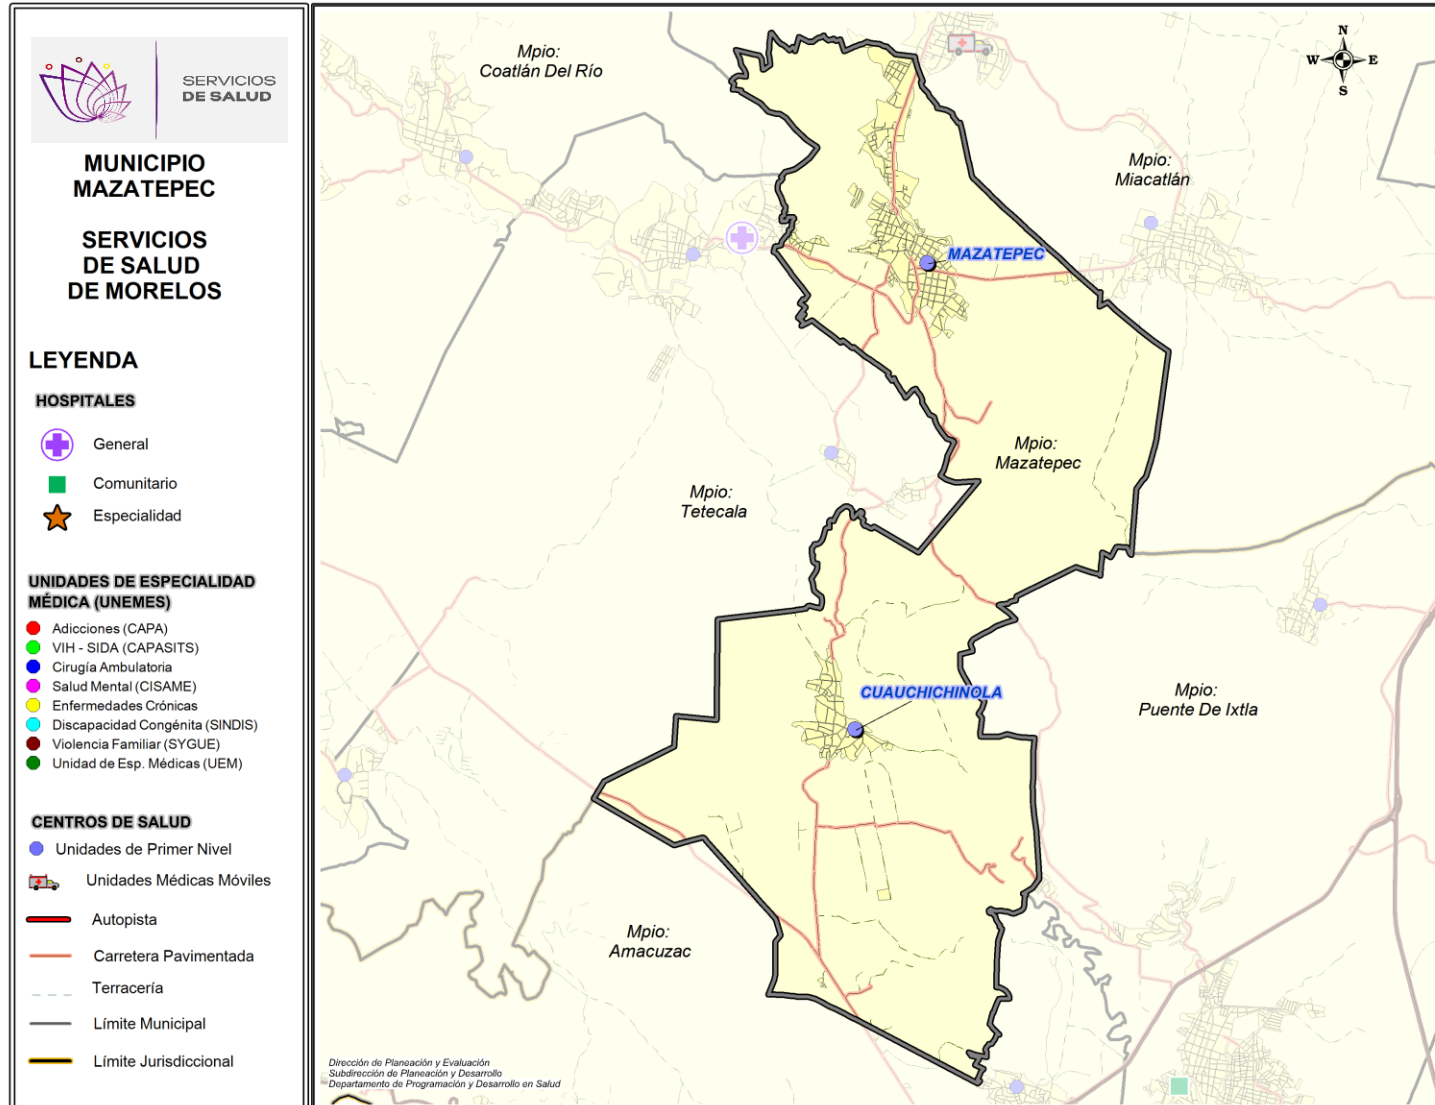 SERVICIOS
DE SALUD
MUNICIPIO
MAZATEPEC
SERVICIOS
DE SALUD
DE MORELOS
LEYENDA
HOSPITALES
General
Comunitario
Especialidad
UNIDADES DE ESPECIALIDAD
MÉDICA (UNEMES)
Adicciones (CAPA)
VIH - SIDA (CAPASITS)
Cirugía Ambulatoria
Salud Mental (CISAME)
Enfermedades Crónicas
Discapacidad Congénita (SINDIS)
Violencia Familiar (SYGUE)
Unidad de Esp. Médicas (UEM)
CENTROS DE SALUD
Unidades de Primer Nivel
Unidades Médicas Móviles
Autopista
Carretera Pavimentada
Terracería
Límite Municipal
Límite Jurisdiccional
Mpio:
Coatlán Del Río
N
W
E
S
Mpio:
Miacatlán
MAZATEPEC
Mpio:
Mazatepec
Mpio:
Tetecala
CUAUCHICHINOLA
Mpio:
Puente De Ixtla
Mpio:
Amacuzac
Dirección de Planeación y Evaluación
Subdirección de Planeación y Desarrollo
Departamento de Programación y Desarrollo en Salud